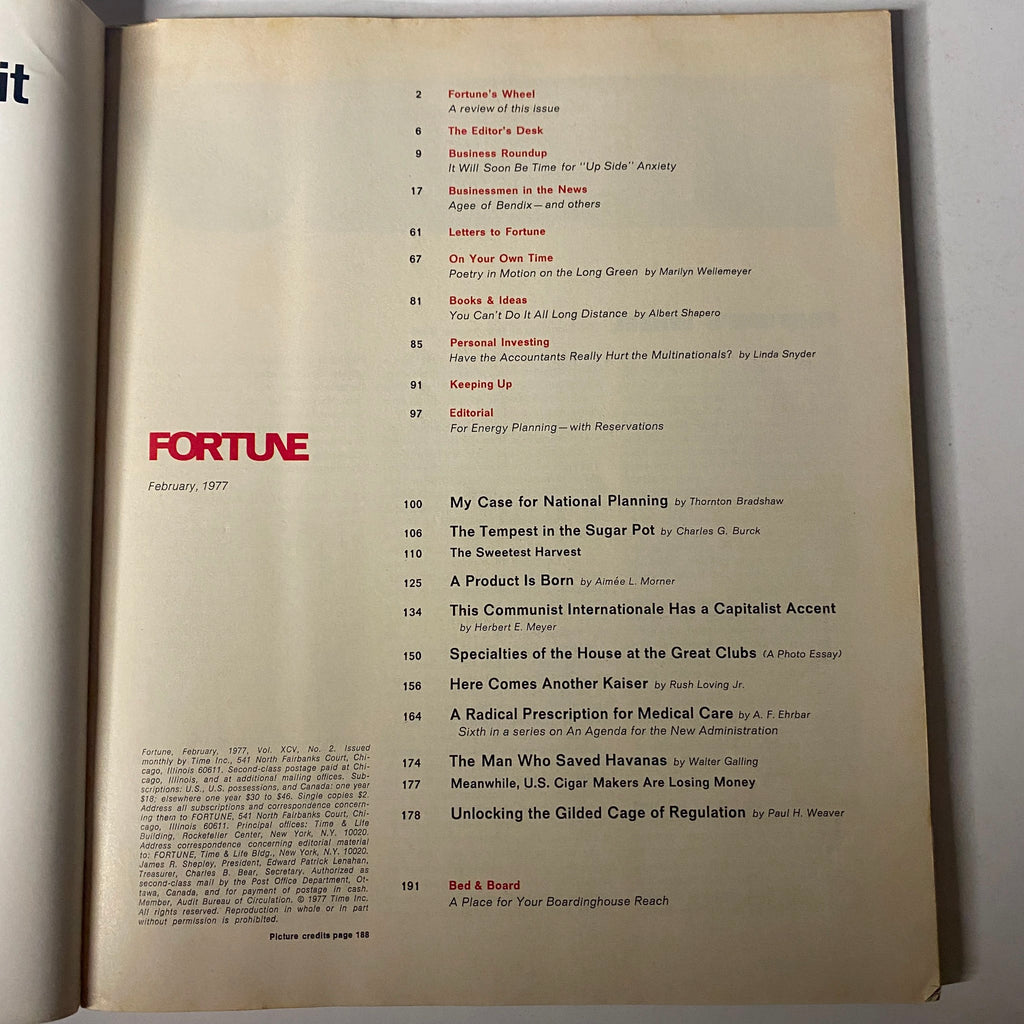 it
2 Fortune's Wheel
A review of this issue
6 The Editor's Desk
9 Business Roundup
It Will Soon Be Time for "Up Side" Anxiety
17 Businessmen in the News
Agee of Bendix—and others
61 Letters to Fortune
67 On Your Own Time
Poetry in Motion on the Long Green by Marilyn Wellemeyer
81 Books & Ideas
You Can't Do It All Long Distance by Albert Shapero
85 Personal Investing
Have the Accountants Really Hurt the Multinationals? by Linda Snyder
91 Keeping Up
97 Editorial
For Energy Planning—with Reservations
FORTUNE
February, 1977
100 My Case for National Planning by Thornton Bradshaw
106 The Tempest in the Sugar Pot by Charles G. Burck
110 The Sweetest Harvest
125 A Product Is Born by Aimée L. Morner
134 This Communist Internationale Has a Capitalist Accent
by Herbert E. Meyer
150 Specialties of the House at the Great Clubs (A Photo Essay)
156 Here Comes Another Kaiser by Rush Loving Jr.
164 A Radical Prescription for Medical Care by A. F. Ehrbar
Sixth in a series on An Agenda for the New Administration
174 The Man Who Saved Havanas by Walter Galling
177 Meanwhile, U.S. Cigar Makers Are Losing Money
178 Unlocking the Gilded Cage of Regulation by Paul H. Weaver
191 Bed & Board
A Place for Your Boardinghouse Reach
Fortune, February, 1977, Vol. XCV, No. 2. Issued
monthly by Time Inc., 541 North Fairbanks Court, Chi-
cago, Illinois 60611. Second-class postage paid at Chi-
cago, Illinois, and at additional mailing offices. Sub-
scriptions: U.S., U.S. possessions, and Canada: one year
$18; elsewhere one year $30 to $46. Single copies $2.
Address all subscriptions and correspondence concern-
ing them to FORTUNE, 541 North Fairbanks Court, Chi-
cago, Illinois 60611. Principal offices: Time & Life
Building, Rockefeller Center, New York, N.Y. 10020.
Address correspondence concerning editorial material
to: FORTUNE, Time & Life Bldg., New York, N.Y. 10020.
James R. Shepley, President, Edward Patrick Lenahan,
Treasurer, Charles B. Bear, Secretary. Authorized as
second-class mail by the Post Office Department, Ot-
tawa, Canada, and for payment of postage in cash.
Member, Audit Bureau of Circulation. © 1977 Time Inc.
All rights reserved. Reproduction in whole or in part
without permission is prohibited.
Picture credits page 188